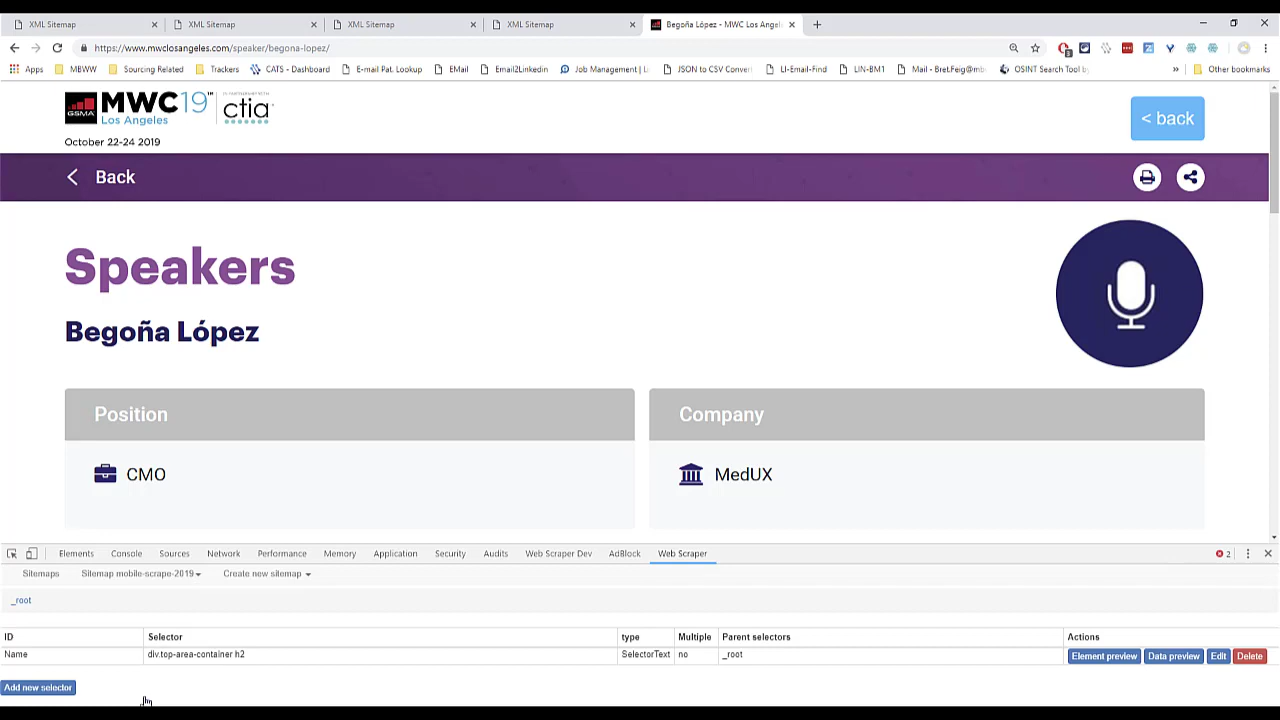 XML Sitemap XML Sitemap XML Sitemap XML Sitemap Begoña López - MWC Los Angel
https://www.mwclosangeles.com/speaker/begona-lopez/
Apps MBWW Sourcing Related Trackers CATS - Dashboard E-mail Pat. Lookup EMail Email2Linkedin Job Management | L JSON to CSV Conver LI-Email-Find LIN-BM1 Mail - Bret.Feig@mb OSINT Search Tool b » Other bookmarks
GSMA MWC19 ctia
Los Angeles
October 22-24 2019
< back
Back
Speakers
Begoña López
Position Company
CMO MedUX
Elements Console Sources Network Performance Memory Application Security Audits Web Scraper Dev AdBlock Web Scraper 2
Sitemaps Sitemap mobile-scrape-2019 Create new sitemap
_root
ID Selector type Multiple Parent selectors Actions
Name div.top-area-container h2 SelectorText no _root Element preview Data preview Edit Delete
Add new selector